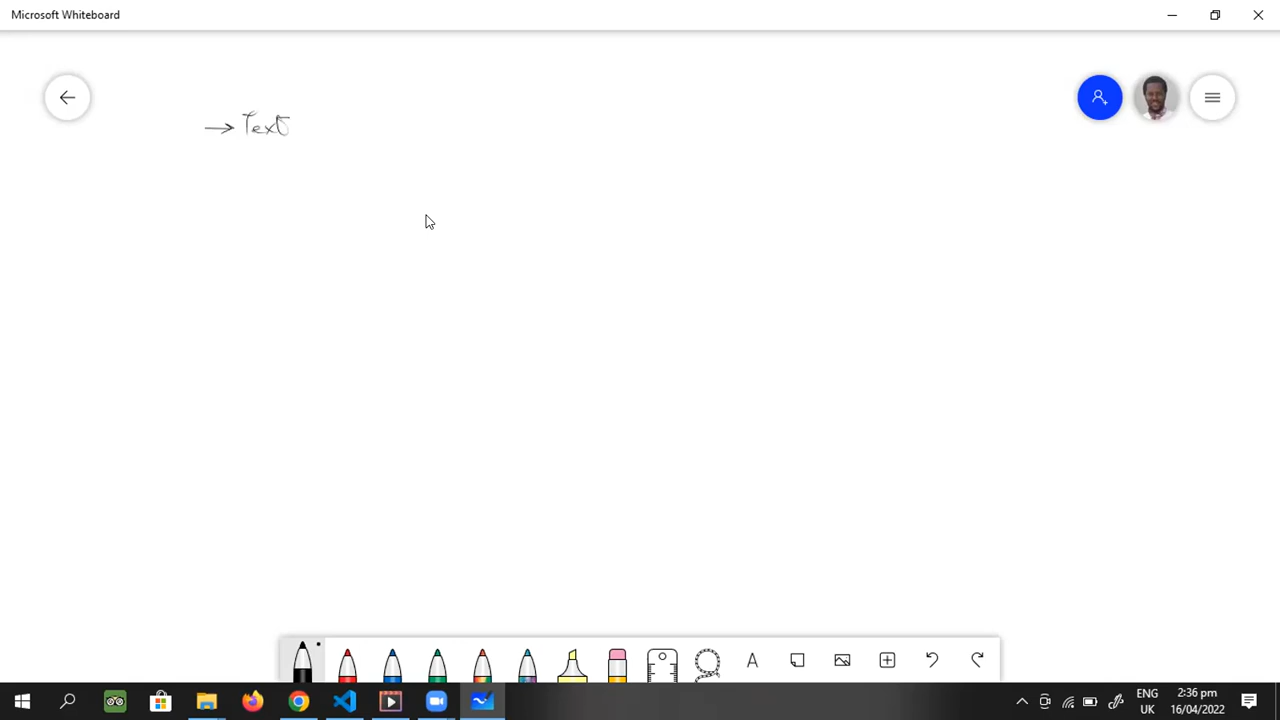 Microsoft Whiteboard
→ Text
A
ENG
UK
2:36 pm
16/04/2022